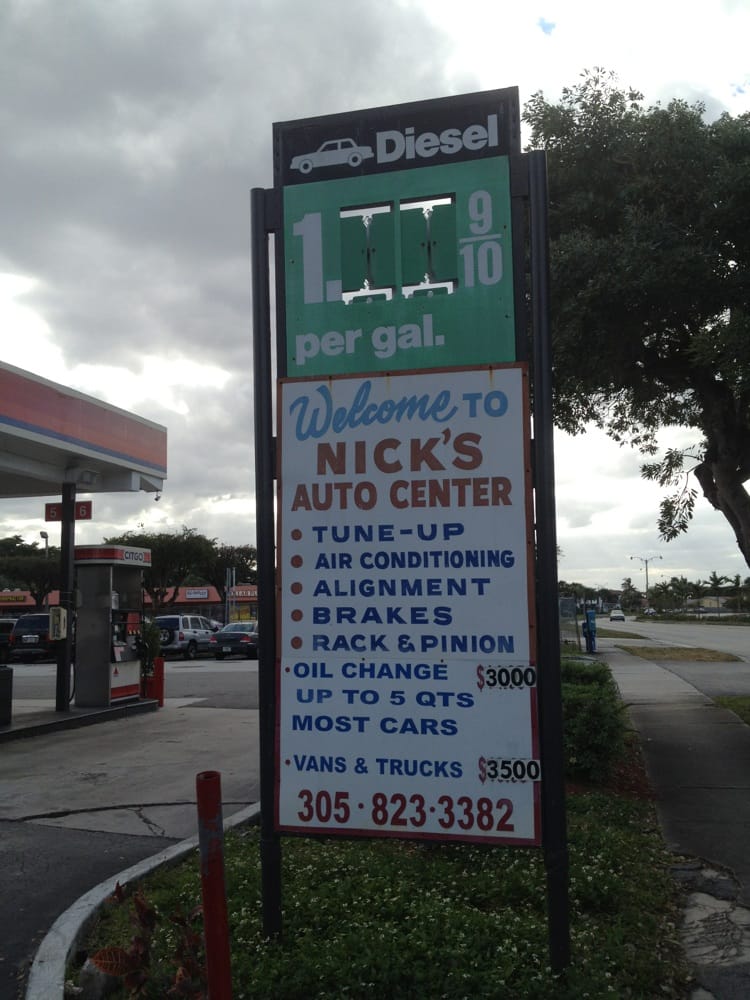 Diesel
1. 9/10
per gal.
Welcome TO
NICK'S
AUTO CENTER
• TUNE-UP
• AIR CONDITIONING
• ALIGNMENT
• BRAKES
• RACK & PINION
• OIL CHANGE $3000
UP TO 5 QTS
MOST CARS
• VANS & TRUCKS $3500
305·823·3382
5 6
CITGO